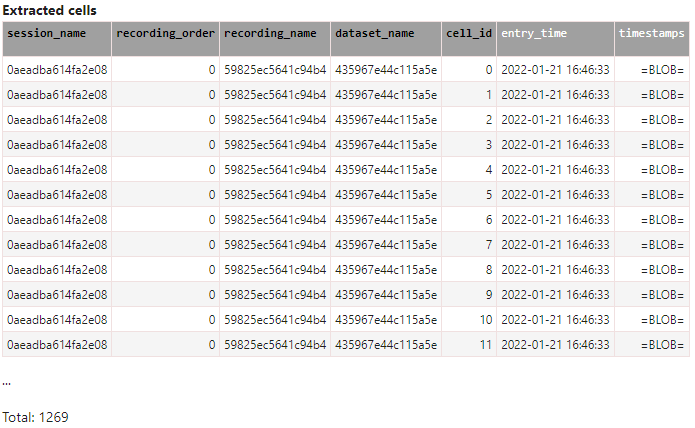 Extracted cells
session_name recording_order recording_name dataset_name cell_id entry_time timestamps
0aeadba614fa2e08 0 59825ec5641c94b4 435967e44c115a5e 0 2022-01-21 16:46:33 =BLOB=
0aeadba614fa2e08 0 59825ec5641c94b4 435967e44c115a5e 1 2022-01-21 16:46:33 =BLOB=
0aeadba614fa2e08 0 59825ec5641c94b4 435967e44c115a5e 2 2022-01-21 16:46:33 =BLOB=
0aeadba614fa2e08 0 59825ec5641c94b4 435967e44c115a5e 3 2022-01-21 16:46:33 =BLOB=
0aeadba614fa2e08 0 59825ec5641c94b4 435967e44c115a5e 4 2022-01-21 16:46:33 =BLOB=
0aeadba614fa2e08 0 59825ec5641c94b4 435967e44c115a5e 5 2022-01-21 16:46:33 =BLOB=
0aeadba614fa2e08 0 59825ec5641c94b4 435967e44c115a5e 6 2022-01-21 16:46:33 =BLOB=
0aeadba614fa2e08 0 59825ec5641c94b4 435967e44c115a5e 7 2022-01-21 16:46:33 =BLOB=
0aeadba614fa2e08 0 59825ec5641c94b4 435967e44c115a5e 8 2022-01-21 16:46:33 =BLOB=
0aeadba614fa2e08 0 59825ec5641c94b4 435967e44c115a5e 9 2022-01-21 16:46:33 =BLOB=
0aeadba614fa2e08 0 59825ec5641c94b4 435967e44c115a5e 10 2022-01-21 16:46:33 =BLOB=
0aeadba614fa2e08 0 59825ec5641c94b4 435967e44c115a5e 11 2022-01-21 16:46:33 =BLOB=
...
Total: 1269